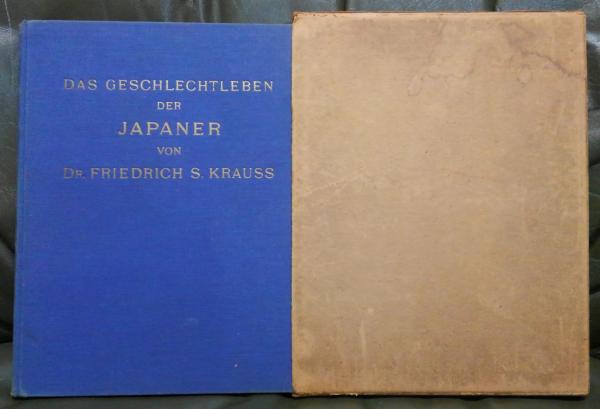 DAS GESCHLECHTLEBEN
DER
JAPANER
VON
DR. FRIEDRICH S. KRAUSS